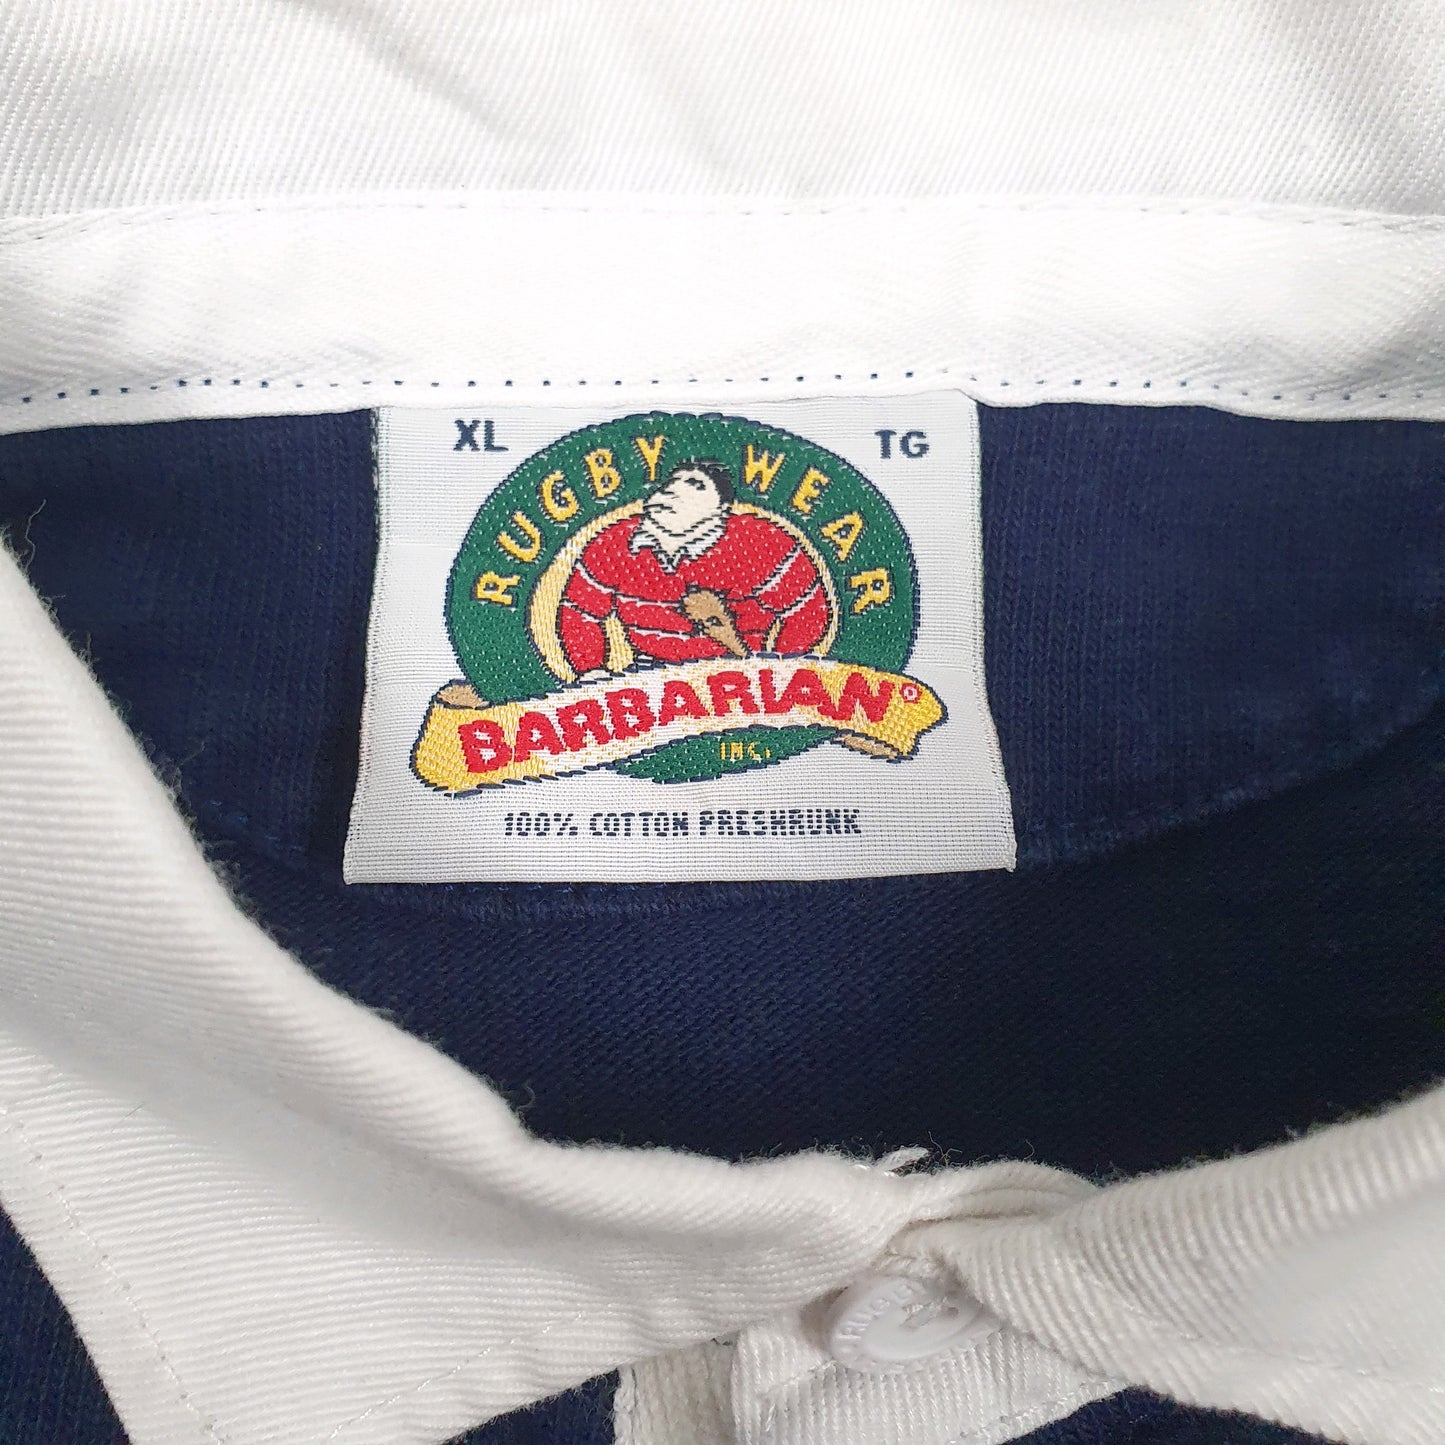 XL
TG
RUGBY WEAR
BARBARIAN®
INC.
100% COTTON PRESHRUNK